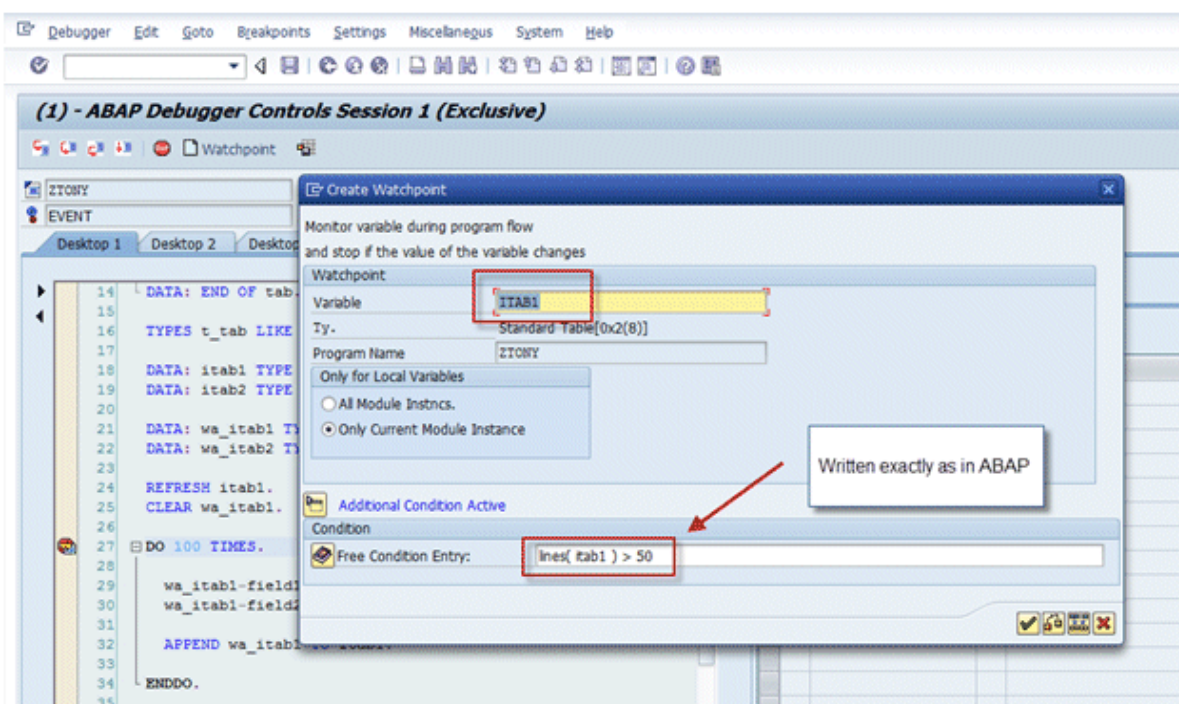 Debugger Edit Goto Breakpoints Settings Miscellaneous System Help
(1) - ABAP Debugger Controls Session 1 (Exclusive)
Watchpoint
ZTONY
EVENT
Desktop 1 Desktop 2 Desktop
14 DATA: END OF tab.
15
16 TYPES t_tab LIKE
17
18 DATA: itab1 TYPE
19 DATA: itab2 TYPE
20
21 DATA: wa_itab1
22 DATA: wa_itab2
23
24 REFRESH itab1.
25 CLEAR wa_itab1.
26
27 DO 100 TIMES.
28
29 wa_itab1-field1
30 wa_itab1-field2
31
32 APPEND wa_itab1
33
34 ENDDO.
35
Create Watchpoint
Monitor variable during program flow
and stop if the value of the variable changes
Watchpoint
Variable ITAB1
Ty. Standard Table[0x2(8)]
Program Name ZTONY
Only for Local Variables
All Module Instncs.
Only Current Module Instance
Written exactly as in ABAP
Additional Condition Active
Condition
Free Condition Entry: lines( itab1 ) > 50